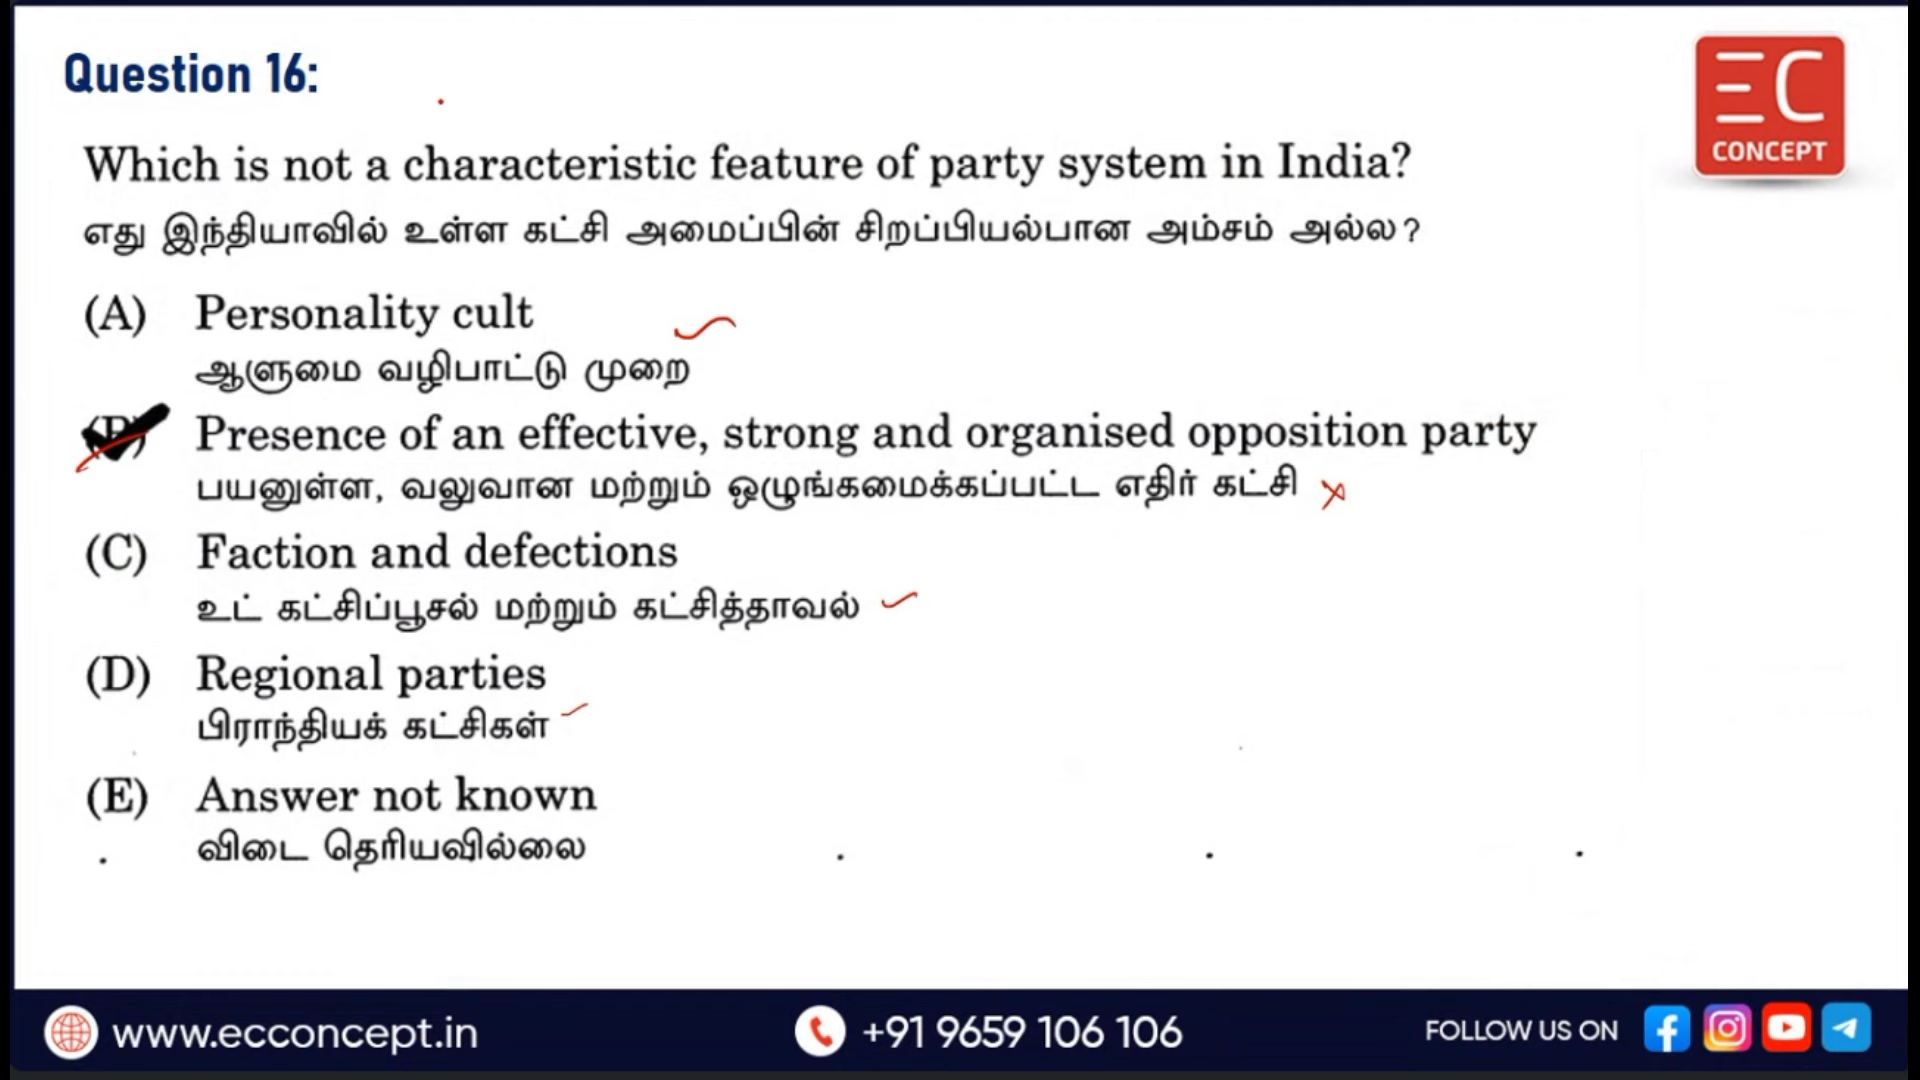 Question 16:
EC
CONCEPT
Which is not a characteristic feature of party system in India?
எது இந்தியாவில் உள்ள கட்சி அமைப்பின் சிறப்பியல்பான அம்சம் அல்ல?
(A) Personality cult
ஆளுமை வழிபாட்டு முறை
(B) Presence of an effective, strong and organised opposition party
பயனுள்ள, வலுவான மற்றும் ஒழுங்கமைக்கப்பட்ட எதிர் கட்சி
(C) Faction and defections
உட் கட்சிப்பூசல் மற்றும் கட்சித்தாவல்
(D) Regional parties
பிராந்தியக் கட்சிகள்
(E) Answer not known
விடை தெரியவில்லை
www.ecconcept.in
+91 9659 106 106
FOLLOW US ON